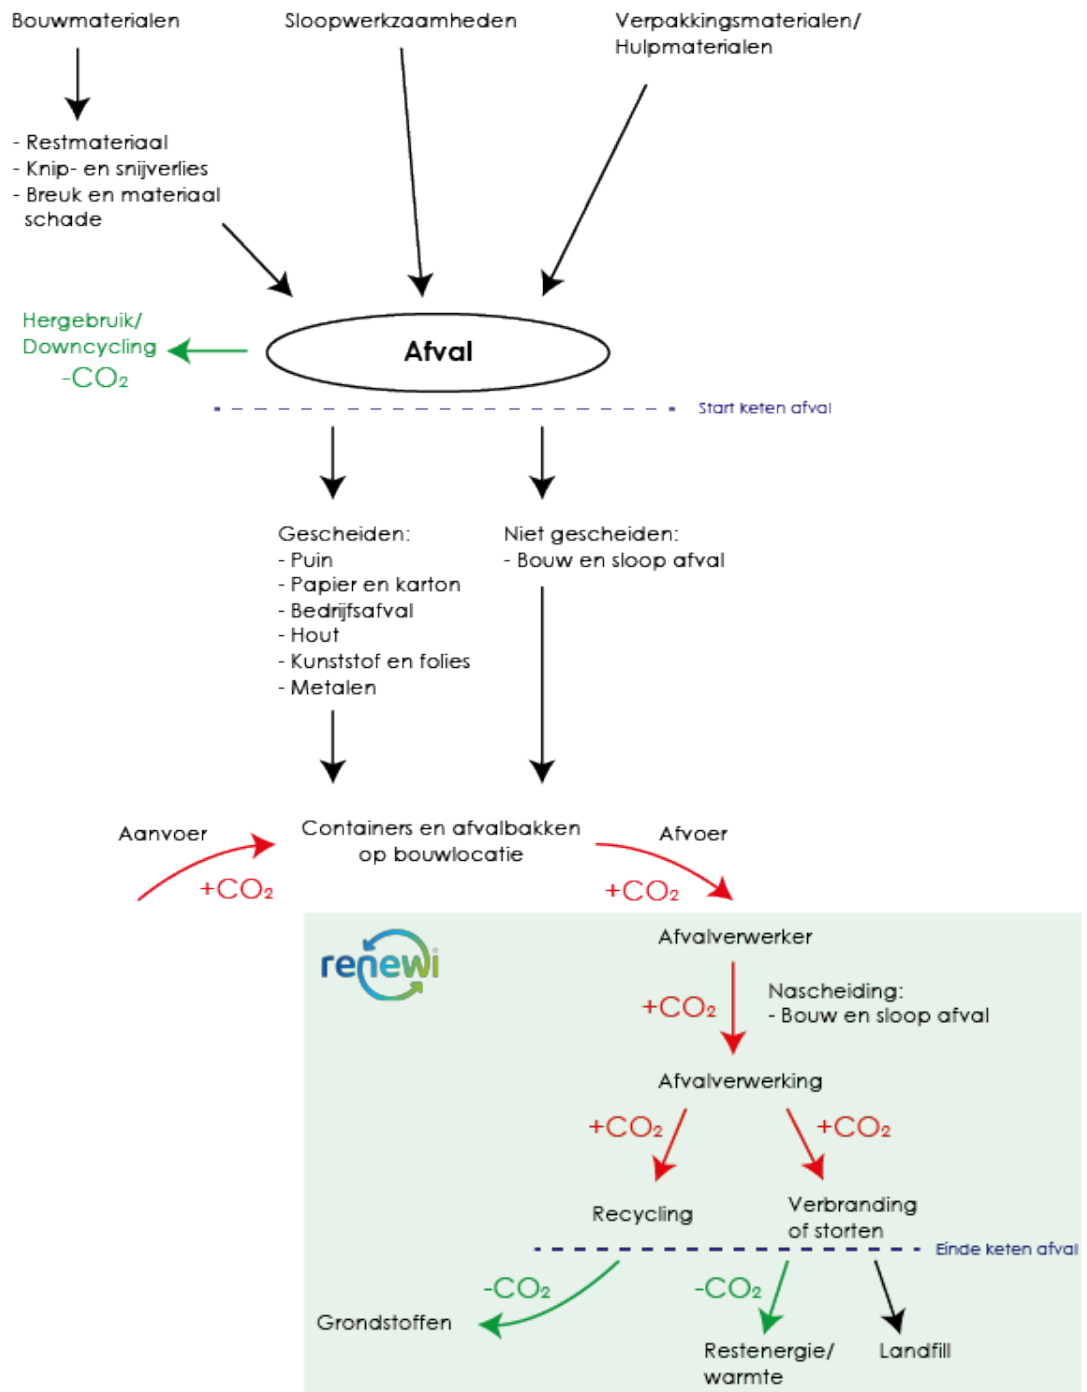 Bouwmaterialen
Sloopwerkzaamheden
Verpakkingsmaterialen/
Hulpmaterialen
- Restmateriaal
- Knip- en snijverlies
- Breuk en materiaal
schade
Hergebruik/
Downcycling
-CO₂
Afval
Start keten afval
Gescheiden:
- Puin
- Papier en karton
- Bedrijfsafval
- Hout
- Kunststof en folies
- Metalen
Niet gescheiden:
- Bouw en sloop afval
Aanvoer
+CO₂
Containers en afvalbakken
op bouwlocatie
Afvoer
+CO₂
renewi
Afvalverwerker
+CO₂
Nascheiding:
- Bouw en sloop afval
Afvalverwerking
+CO₂
+CO₂
Recycling
Verbranding
of storten
Einde keten afval
-CO₂
-CO₂
Grondstoffen
Restenergie/
warmte
Landfill